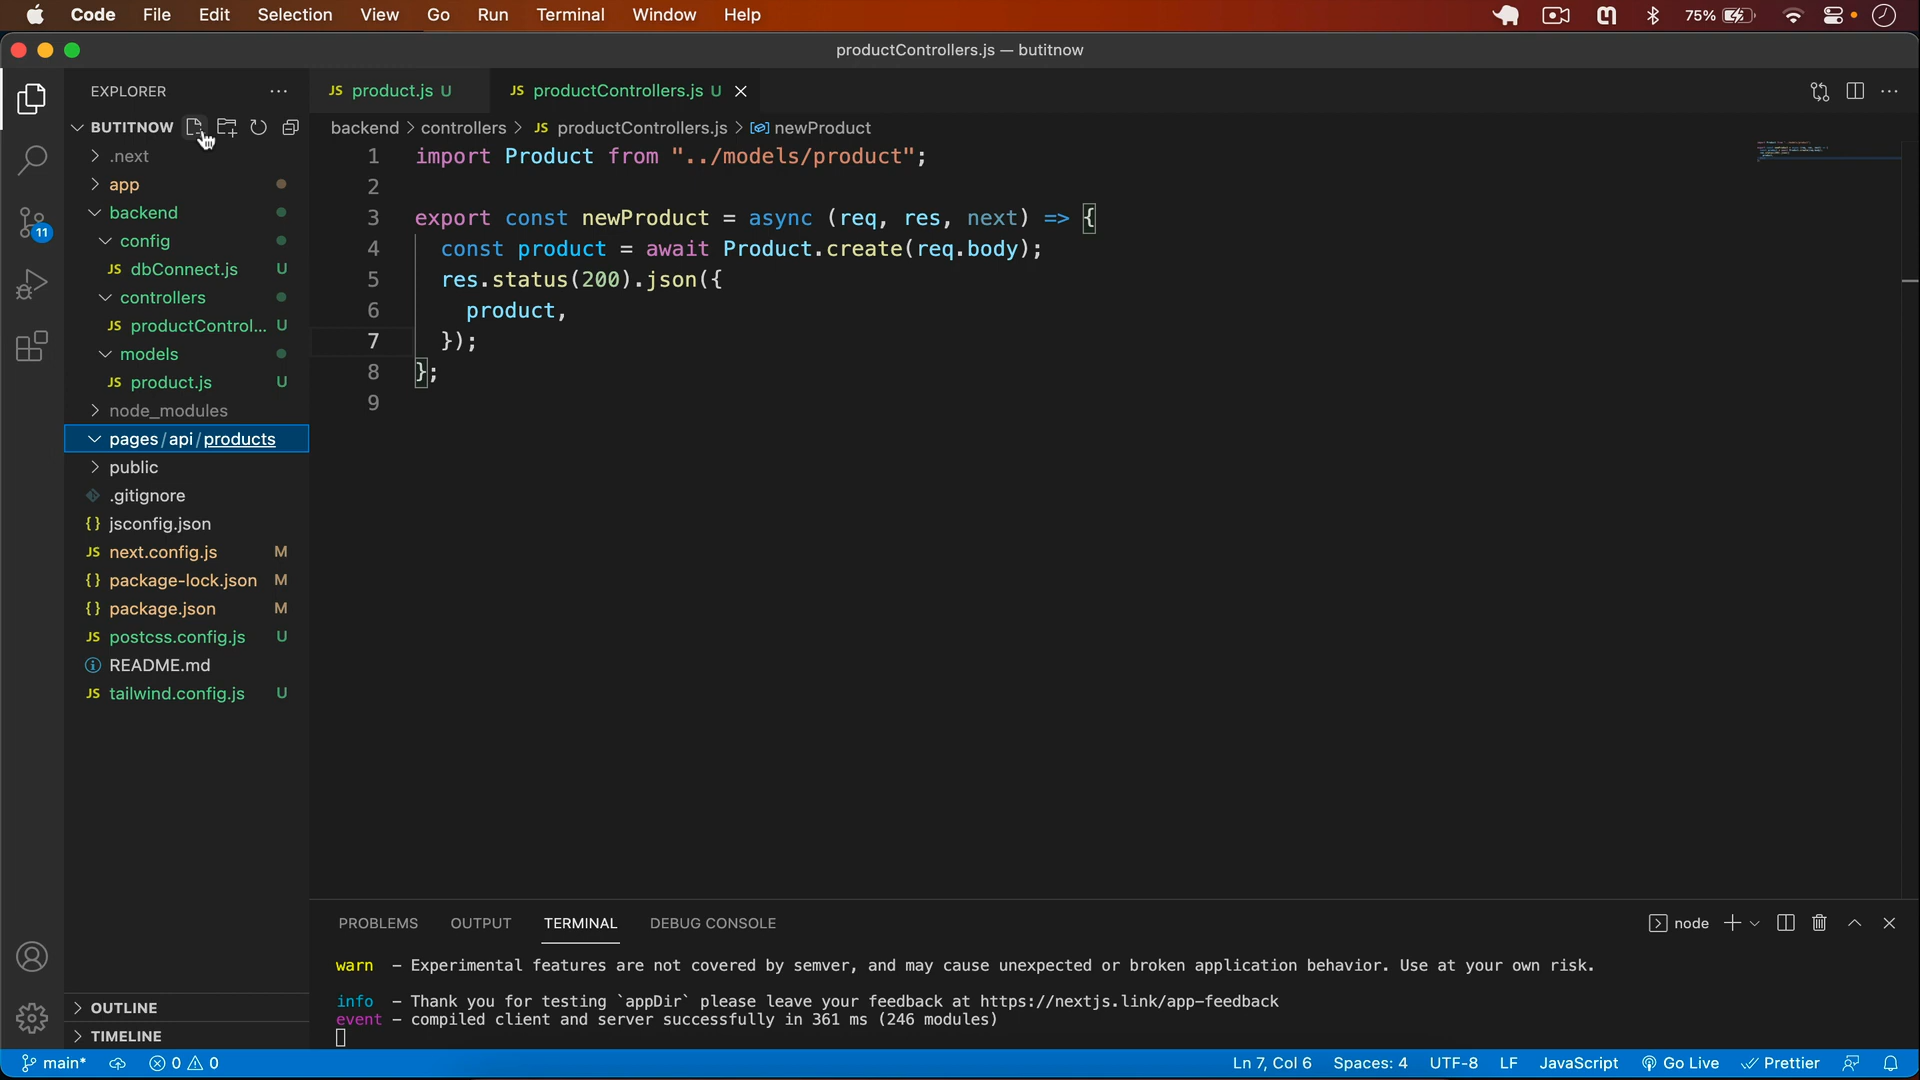 Code File Edit Selection View Go Run Terminal Window Help 75%
productControllers.js — butitnow
EXPLORER
JS product.js U
JS productControllers.js U
BUTITNOW
backend > controllers > JS productControllers.js > newProduct
.next
app
backend
config
JS dbConnect.js U
controllers
JS productControl... U
models
JS product.js U
node_modules
pages / api / products
public
.gitignore
{} jsconfig.json
JS next.config.js M
{} package-lock.json M
{} package.json M
JS postcss.config.js U
README.md
JS tailwind.config.js U
OUTLINE
TIMELINE
11
1 import Product from "../models/product";
2
3 export const newProduct = async (req, res, next) => {
4 const product = await Product.create(req.body);
5 res.status(200).json({
6 product,
7 });
8 };
9
PROBLEMS OUTPUT TERMINAL DEBUG CONSOLE node
warn - Experimental features are not covered by semver, and may cause unexpected or broken application behavior. Use at your own risk.
info - Thank you for testing `appDir` please leave your feedback at https://nextjs.link/app-feedback
event - compiled client and server successfully in 361 ms (246 modules)
main* 0 0 Ln 7, Col 6 Spaces: 4 UTF-8 LF JavaScript Go Live Prettier